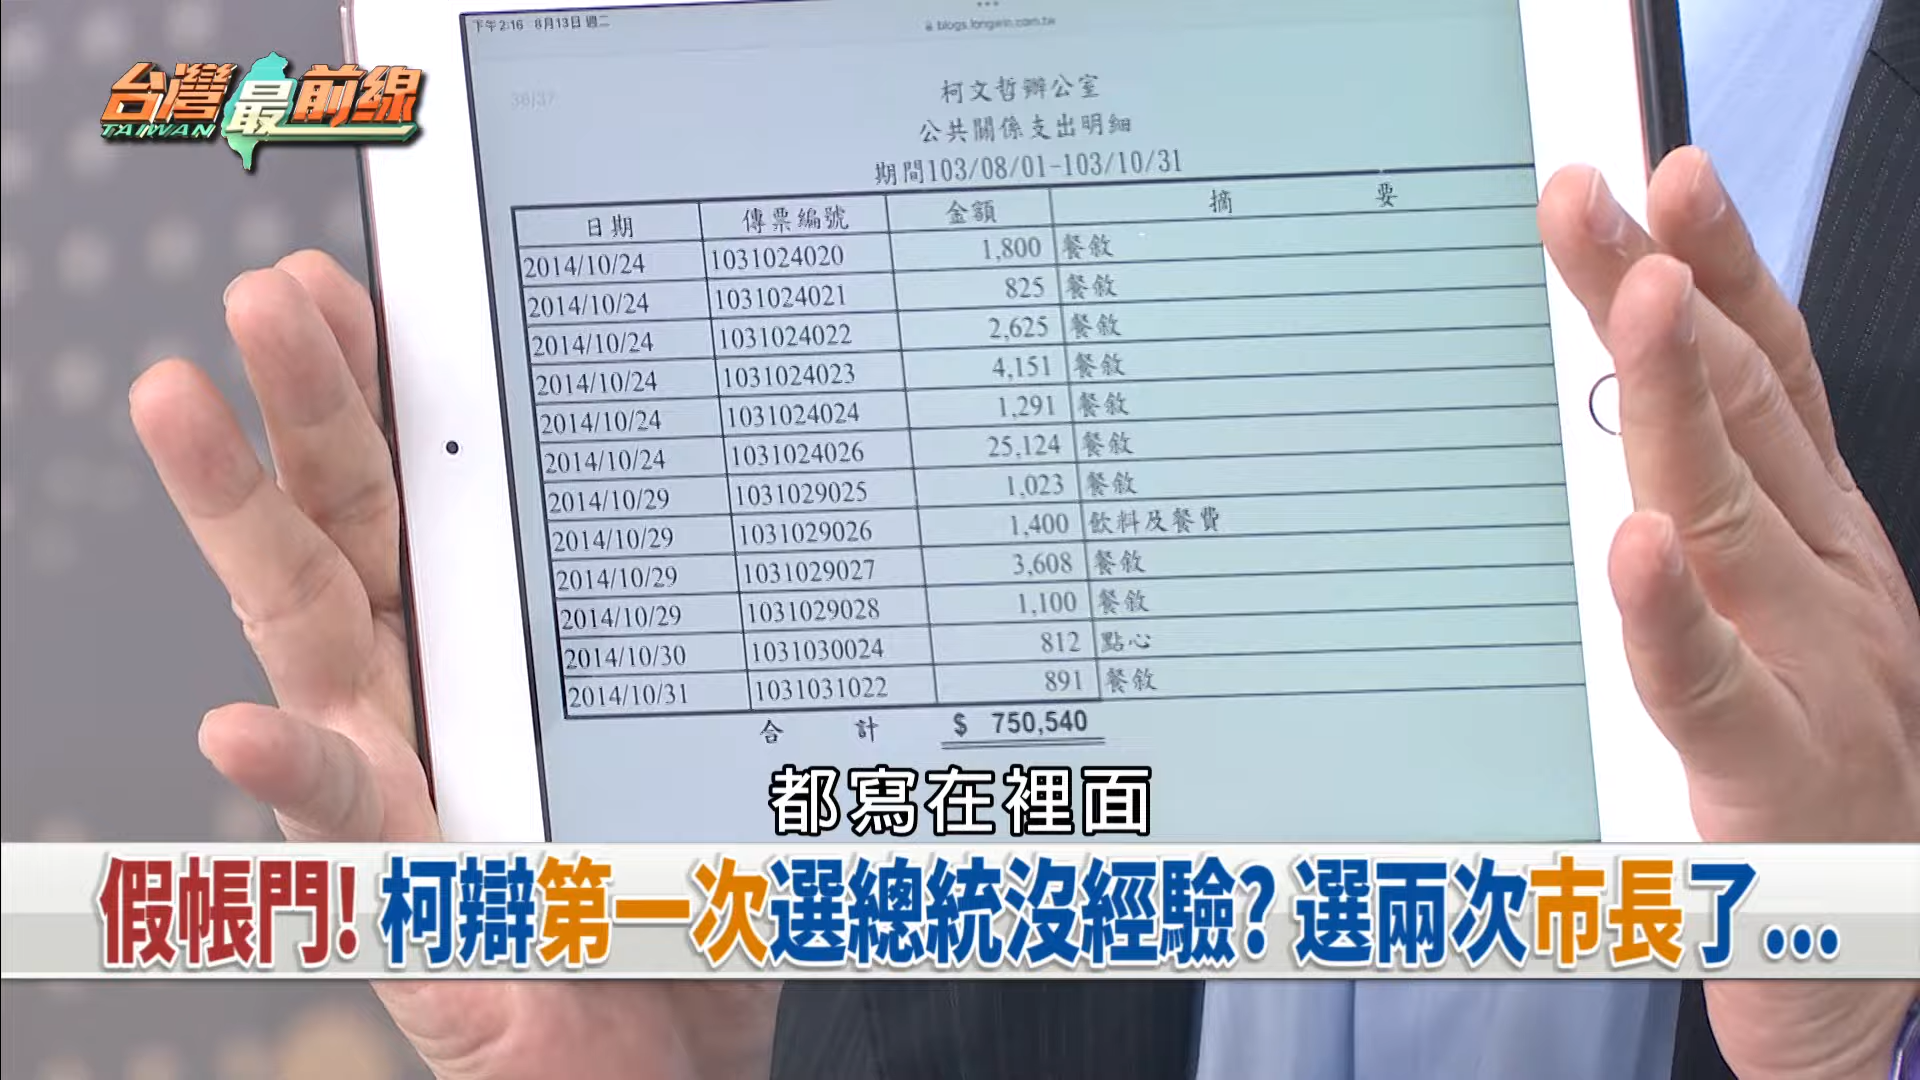 下午2:16 8月13日 週二
blogs.longwin.com.tw
台灣最前線
TAIWAN
36/37
柯文哲辦公室
公共關係支出明細
期間103/08/01-103/10/31
日期 傳票編號 金額 摘 要
2014/10/24 1031024020 1,800 餐敘
2014/10/24 1031024021 825 餐敘
2014/10/24 1031024022 2,625 餐敘
2014/10/24 1031024023 4,151 餐敘
2014/10/24 1031024024 1,291 餐敘
2014/10/24 1031024026 25,124 餐敘
2014/10/29 1031029025 1,023 餐敘
2014/10/29 1031029026 1,400 飲料及餐費
2014/10/29 1031029027 3,608 餐敘
2014/10/29 1031029028 1,100 餐敘
2014/10/30 1031030024 812 點心
2014/10/31 1031031022 891 餐敘
合 計 $ 750,540
都寫在裡面
假帳門!柯辯第一次選總統沒經驗?選兩次市長了...